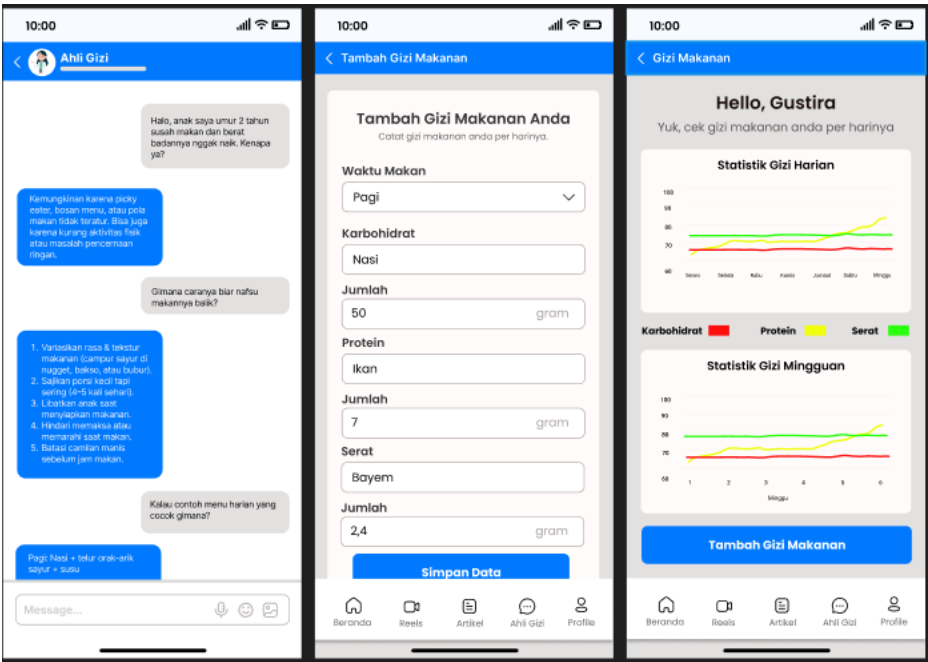 10:00
Ahli Gizi
Halo, anak saya umur 2 tahun
susah makan dan berat
badannya nggak naik. Kenapa
ya?
Kemungkinan karena picky
eater, bosan menu, atau pola
makan tidak teratur. Bisa juga
karena kurang aktivitas fisik
atau masalah pencernaan
ringan.
Gimana caranya biar nafsu
makannya balik?
1. Variasikan rasa & tekstur
makanan (campur sayur di
nugget, bakso, atau bubur).
2. Sajikan porsi kecil tapi
sering (4-5 kali sehari).
3. Libatkan anak saat
menyiapkan makanan.
4. Hindari memaksa atau
memarahi saat makan.
5. Batasi camilan manis
sebelum jam makan.
Kalau contoh menu harian yang
cocok gimana?
Pagi: Nasi + telur orak-arik
sayur + susu
Message...
10:00
Tambah Gizi Makanan
Tambah Gizi Makanan Anda
Catat gizi makanan anda per harinya.
Waktu Makan
Pagi
Karbohidrat
Nasi
Jumlah
50 gram
Protein
Ikan
Jumlah
7 gram
Serat
Bayem
Jumlah
2,4 gram
Simpan Data
Beranda Reels Artikel Ahli Gizi Profile
10:00
Gizi Makanan
Hello, Gustira
Yuk, cek gizi makanan anda per harinya
Statistik Gizi Harian
100
90
80
70
60
Senin Selasa Rabu Kamis Jumaat Sabtu Minggu
Karbohidrat Protein Serat
Statistik Gizi Mingguan
100
90
80
70
60
1 2 3 4 5 6
Minggu
Tambah Gizi Makanan
Beranda Reels Artikel Ahli Gizi Profile